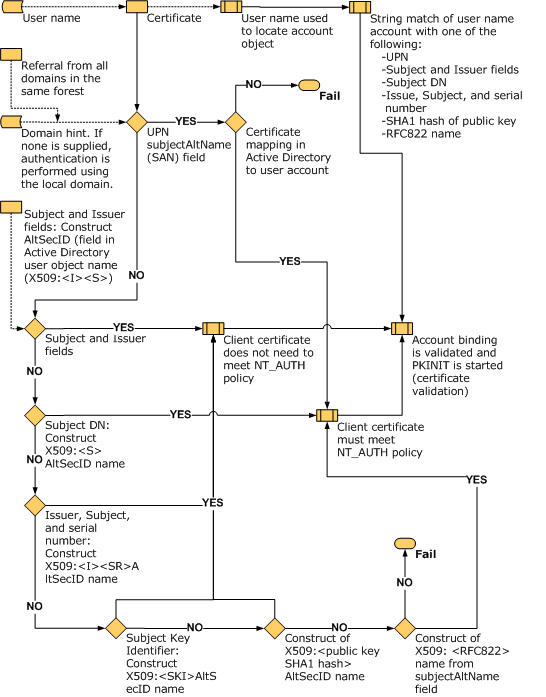 User name
Certificate
User name used
to locate account
object
String match of user name
account with one of the
following:
-UPN
-Subject and Issuer fields
-Subject DN
-Issue, Subject, and serial
number
-SHA1 hash of public key
-RFC822 name
Referral from all
domains in the
same forest
NO
Fail
Domain hint. If
none is supplied,
authentication is
performed using
the local domain.
UPN
subjectAltName
(SAN) field
YES
Certificate
mapping in
Active Directory
to user account
Subject and Issuer
fields: Construct
AltSecID (field in
Active Directory
user object name
(X509:<I><S>)
NO
YES
Subject and Issuer
fields
YES
Client certificate
does not need to
meet NT_AUTH
policy
Account binding
is validated and
PKINIT is started
(certificate
validation)
NO
Subject DN:
Construct
X509:<S>
AltSecID name
YES
Client certificate
must meet
NT_AUTH policy
NO
YES
Issuer, Subject,
and serial
number:
Construct
X509:<I><SR>A
ltSecID name
YES
Fail
NO
NO
Subject Key
Identifier:
Construct
X509:<SKI>AltS
ecID name
NO
Construct of
X509:<public key
SHA1 hash>
AltSecID name
NO
Construct of
X509: <RFC822>
name from
subjectAltName
field